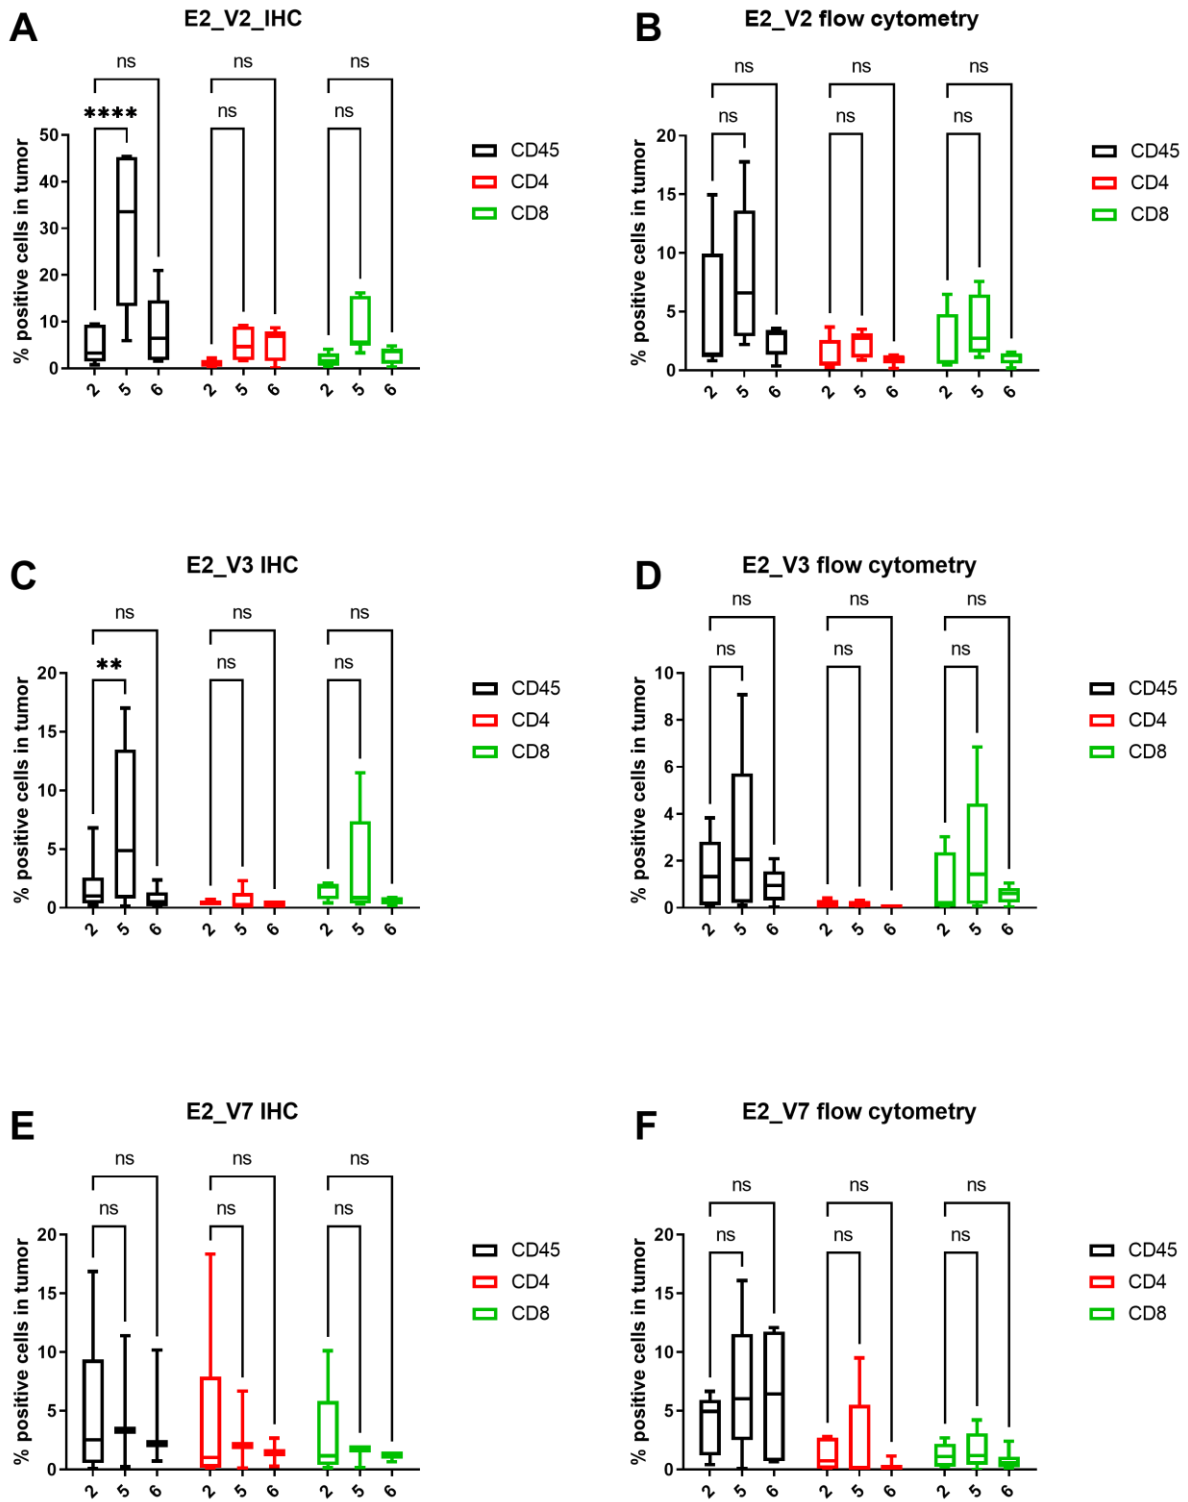 A
E2_V2_IHC
ns
ns
ns
****
ns
ns
% positive cells in tumor
50
40
30
20
10
0
2 5 6 2 5 6 2 5 6
CD45
CD4
CD8
B
E2_V2 flow cytometry
ns
ns
ns
ns
ns
ns
% positive cells in tumor
20
15
10
5
0
2 5 6 2 5 6 2 5 6
CD45
CD4
CD8
C
E2_V3 IHC
ns
ns
ns
**
ns
ns
% positive cells in tumor
20
15
10
5
0
2 5 6 2 5 6 2 5 6
CD45
CD4
CD8
D
E2_V3 flow cytometry
ns
ns
ns
ns
ns
ns
% positive cells in tumor
10
8
6
4
2
0
2 5 6 2 5 6 2 5 6
CD45
CD4
CD8
E
E2_V7 IHC
ns
ns
ns
ns
ns
ns
% positive cells in tumor
20
15
10
5
0
2 5 6 2 5 6 2 5 6
CD45
CD4
CD8
F
E2_V7 flow cytometry
ns
ns
ns
ns
ns
ns
% positive cells in tumor
20
15
10
5
0
2 5 6 2 5 6 2 5 6
CD45
CD4
CD8